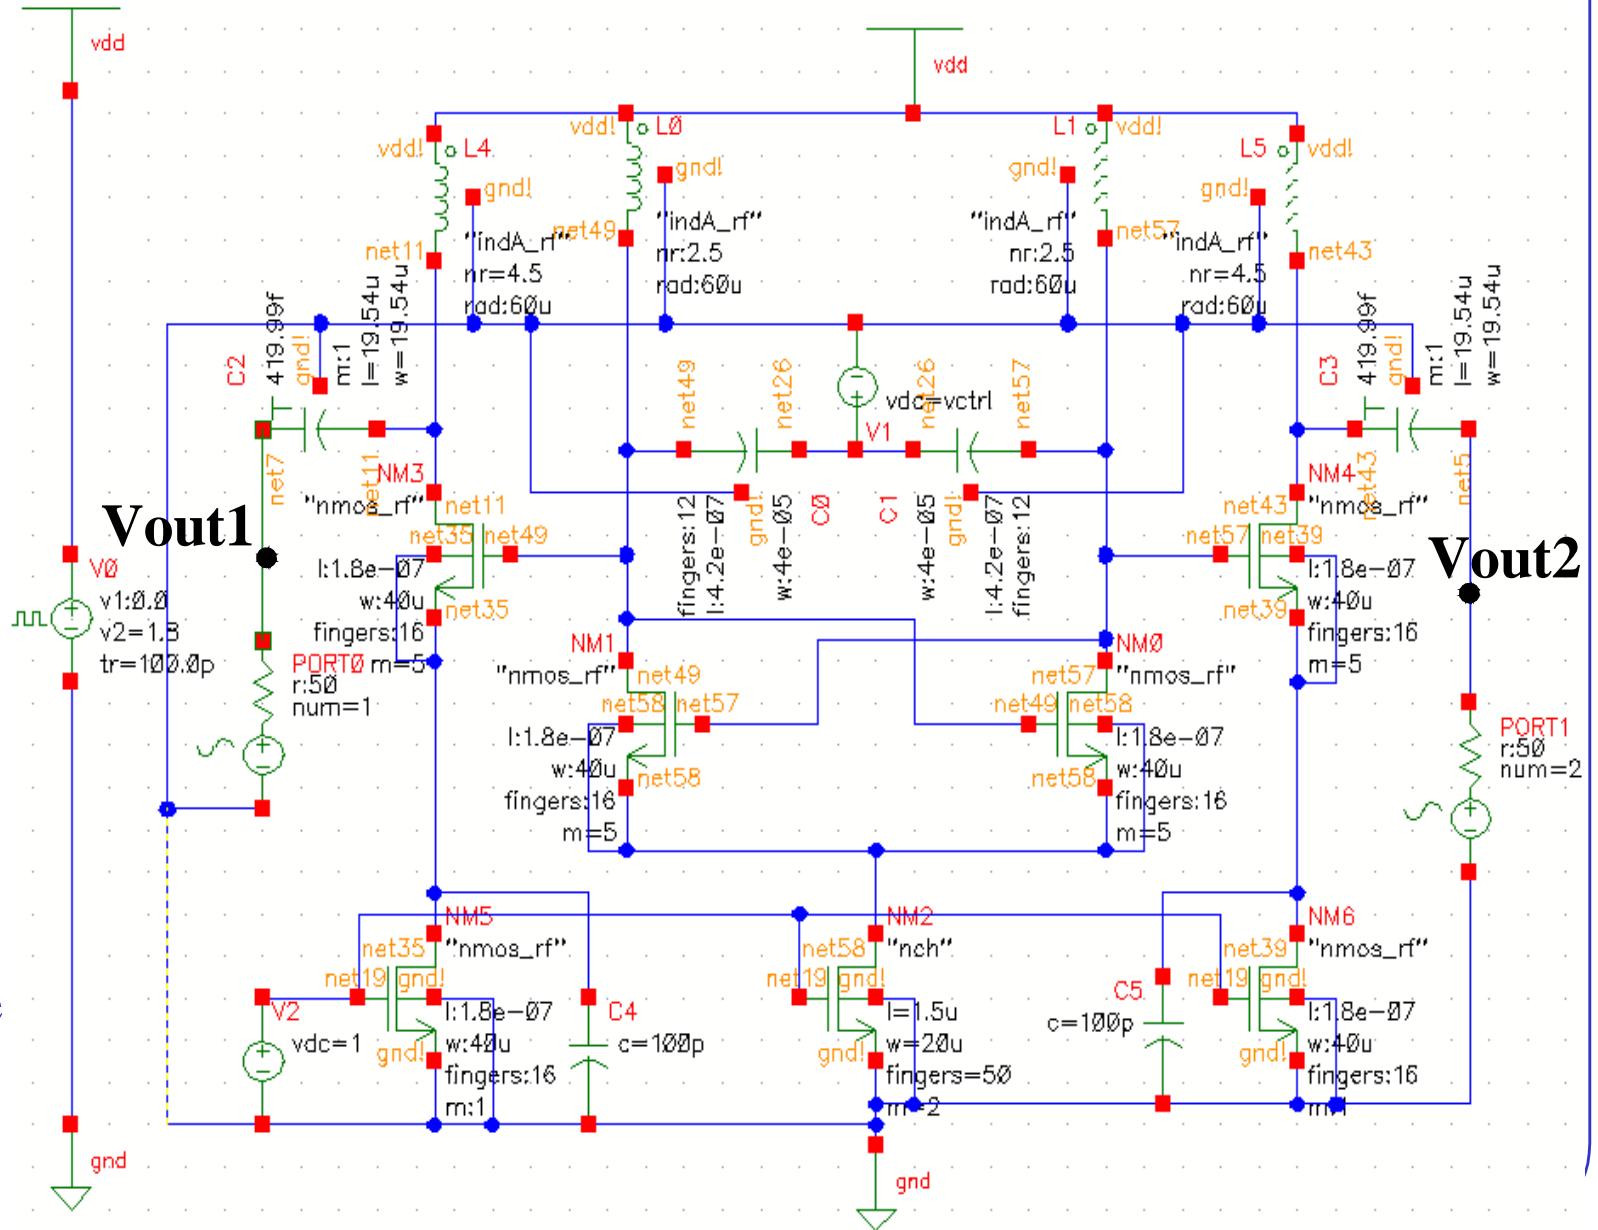 vdd
vdd
vdd!
L4
vdd!
L0
L1
vdd!
L5
vdd!
gnd!
gnd!
gnd!
gnd!
net11
"indA_rf"
nr=4.5
rad:60u
net49
"indA_rf"
nr:2.5
rad:60u
"indA_rf"
nr:2.5
rad:60u
net57
"indA_rf"
nr=4.5
rad:60u
net43
C2
419.99f
gnd!
m:1
l=19.54u
w=19.54u
net7
net11
net49
net26
vdc=vctrl
V1
net26
net57
C3
419.99f
gnd!
m:1
l=19.54u
w=19.54u
net43
net5
NM3
"nmos_rf"
net11
net35
net49
l:1.8e-07
w:40u
fingers:16
m=5
net35
fingers:12
l:4.2e-07
gnd!
w:4e-05
C0
C1
w:4e-05
gnd!
l:4.2e-07
fingers:12
NM4
"nmos_rf"
net43
net57
net39
l:1.8e-07
w:40u
fingers:16
m=5
net39
Vout1
Vout2
V0
v1:0.0
v2=1.8
tr=100.0p
PORT0
r:50
num=1
NM1
"nmos_rf"
net49
net58
net57
l:1.8e-07
w:40u
fingers:16
m=5
net58
NM0
"nmos_rf"
net57
net49
net58
l:1.8e-07
w:40u
fingers:16
m=5
net58
PORT1
r:50
num=2
NM5
"nmos_rf"
net35
net19
gnd!
l:1.8e-07
w:40u
fingers:16
m:1
gnd!
V2
vdc=1
C4
c=100p
NM2
"nch"
net58
net19
gnd!
l=1.5u
w=20u
fingers=50
m=2
gnd!
C5
c=100p
NM6
"nmos_rf"
net39
net19
gnd!
l:1.8e-07
w:40u
fingers:16
gnd!
gnd
gnd